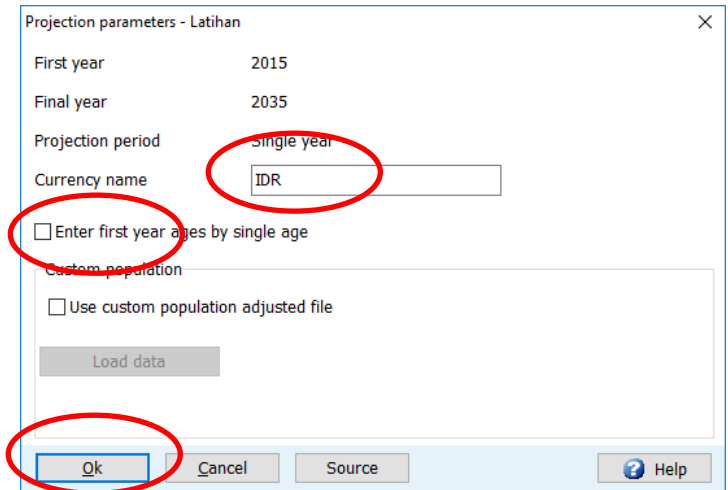 Projection parameters - Latihan
First year 2015
Final year 2035
Projection period Single year
Currency name IDR
Enter first year ages by single age
Custom population
Use custom population adjusted file
Load data
Ok Cancel Source Help